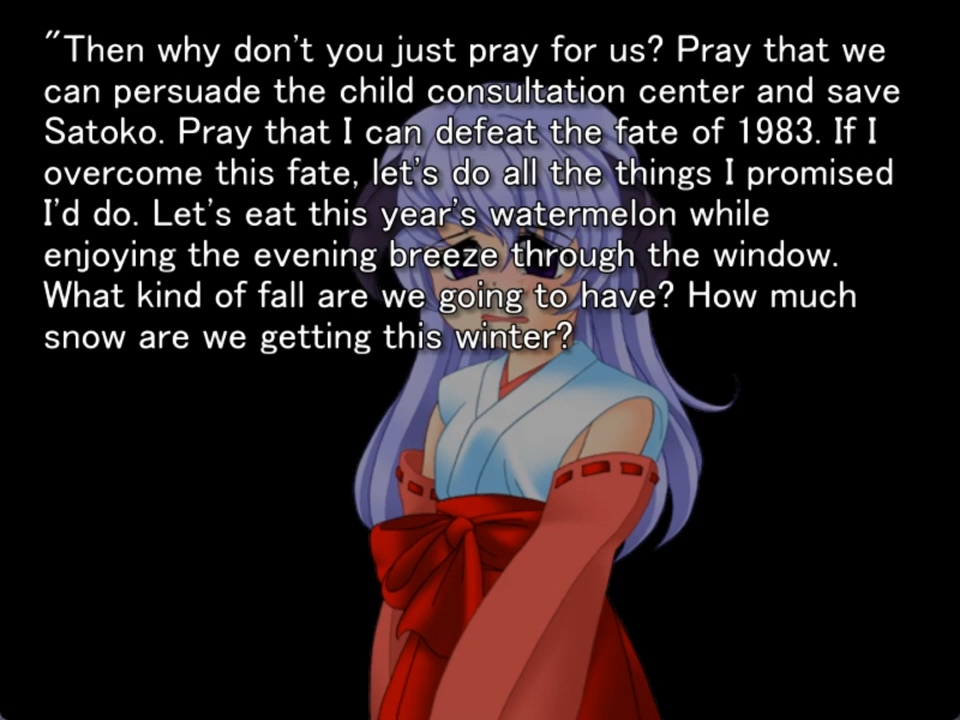 "Then why don't you just pray for us? Pray that we
can persuade the child consultation center and save
Satoko. Pray that I can defeat the fate of 1983. If I
overcome this fate, let's do all the things I promised
I'd do. Let's eat this year's watermelon while
enjoying the evening breeze through the window.
What kind of fall are we going to have? How much
snow are we getting this winter?